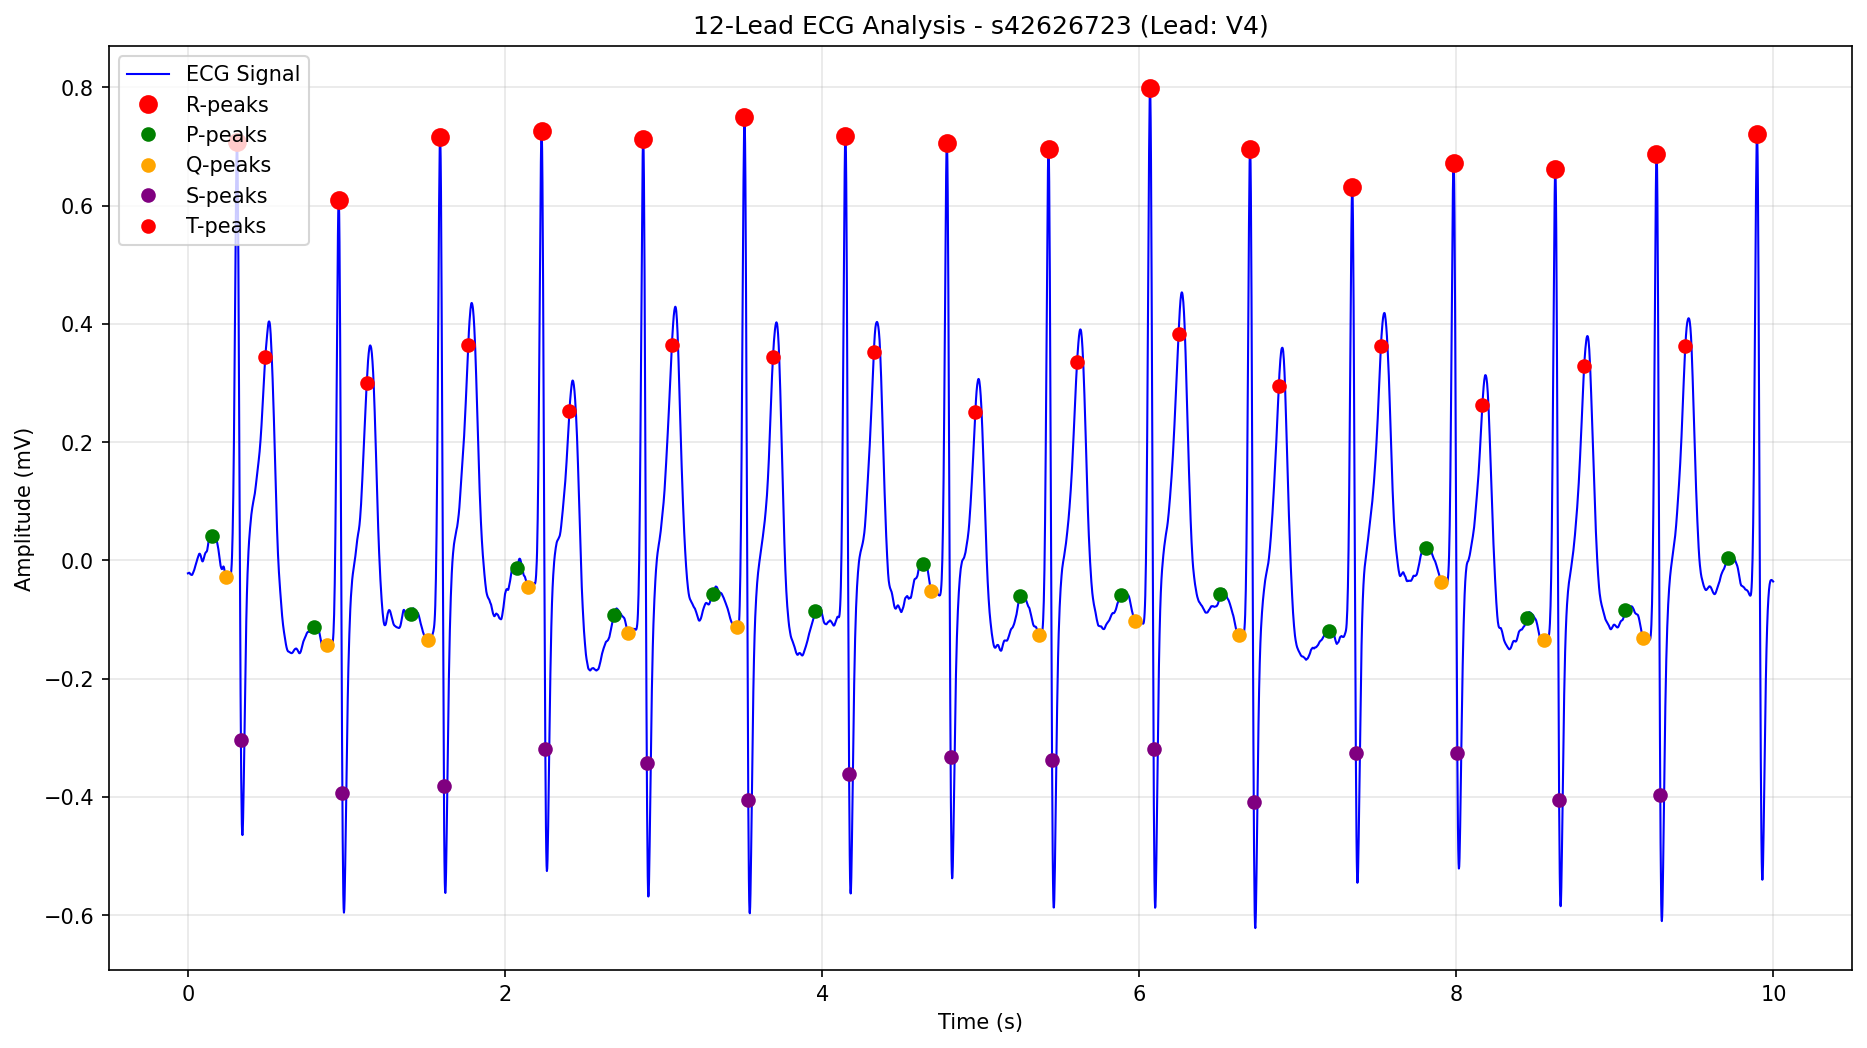 12-Lead ECG Analysis - s42626723 (Lead: V4)
ECG Signal
R-peaks
P-peaks
Q-peaks
S-peaks
T-peaks
Amplitude (mV)
0.8
0.6
0.4
0.2
0.0
−0.2
−0.4
−0.6
0 2 4 6 8 10
Time (s)